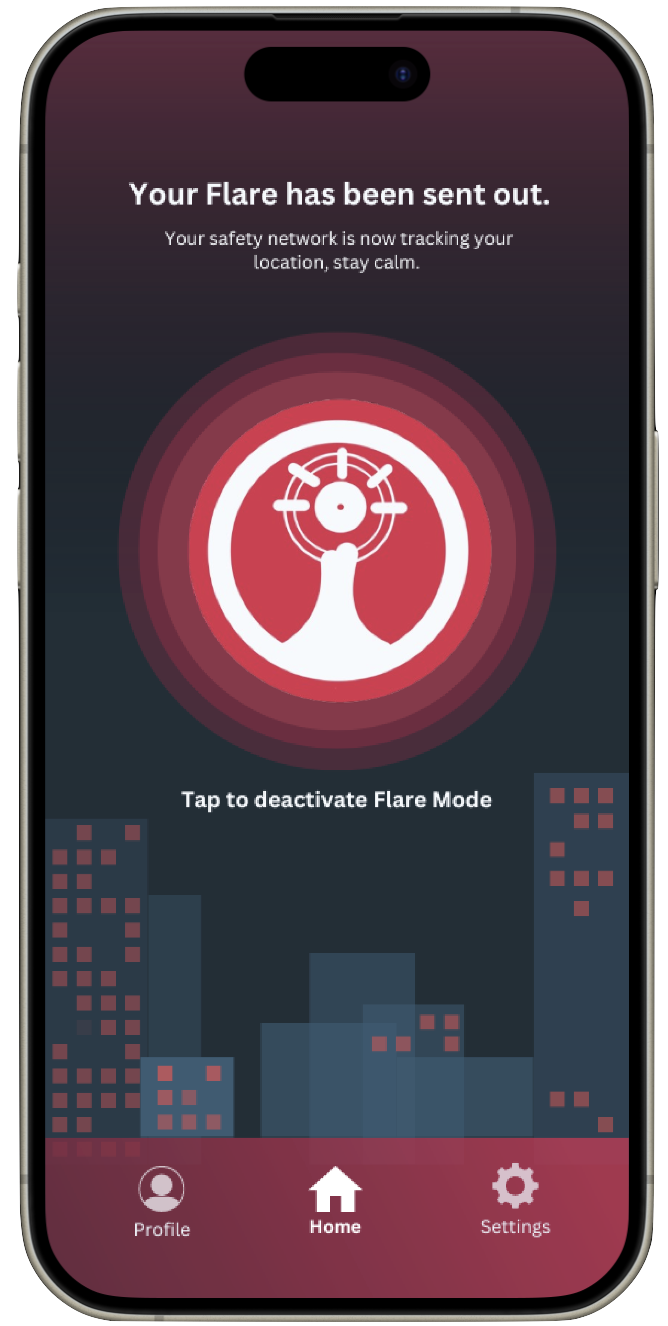 Your Flare has been sent out.
Your safety network is now tracking your
location, stay calm.
Tap to deactivate Flare Mode
Profile
Home
Settings